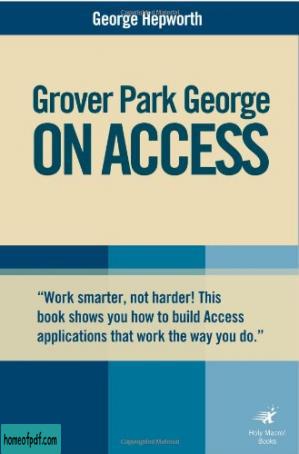 George Hepworth
Grover Park George
ON ACCESS
“Work smarter, not harder! This
book shows you how to build Access
applications that work the way you do.”
Holy Macro!
Books
homeofpdf.com